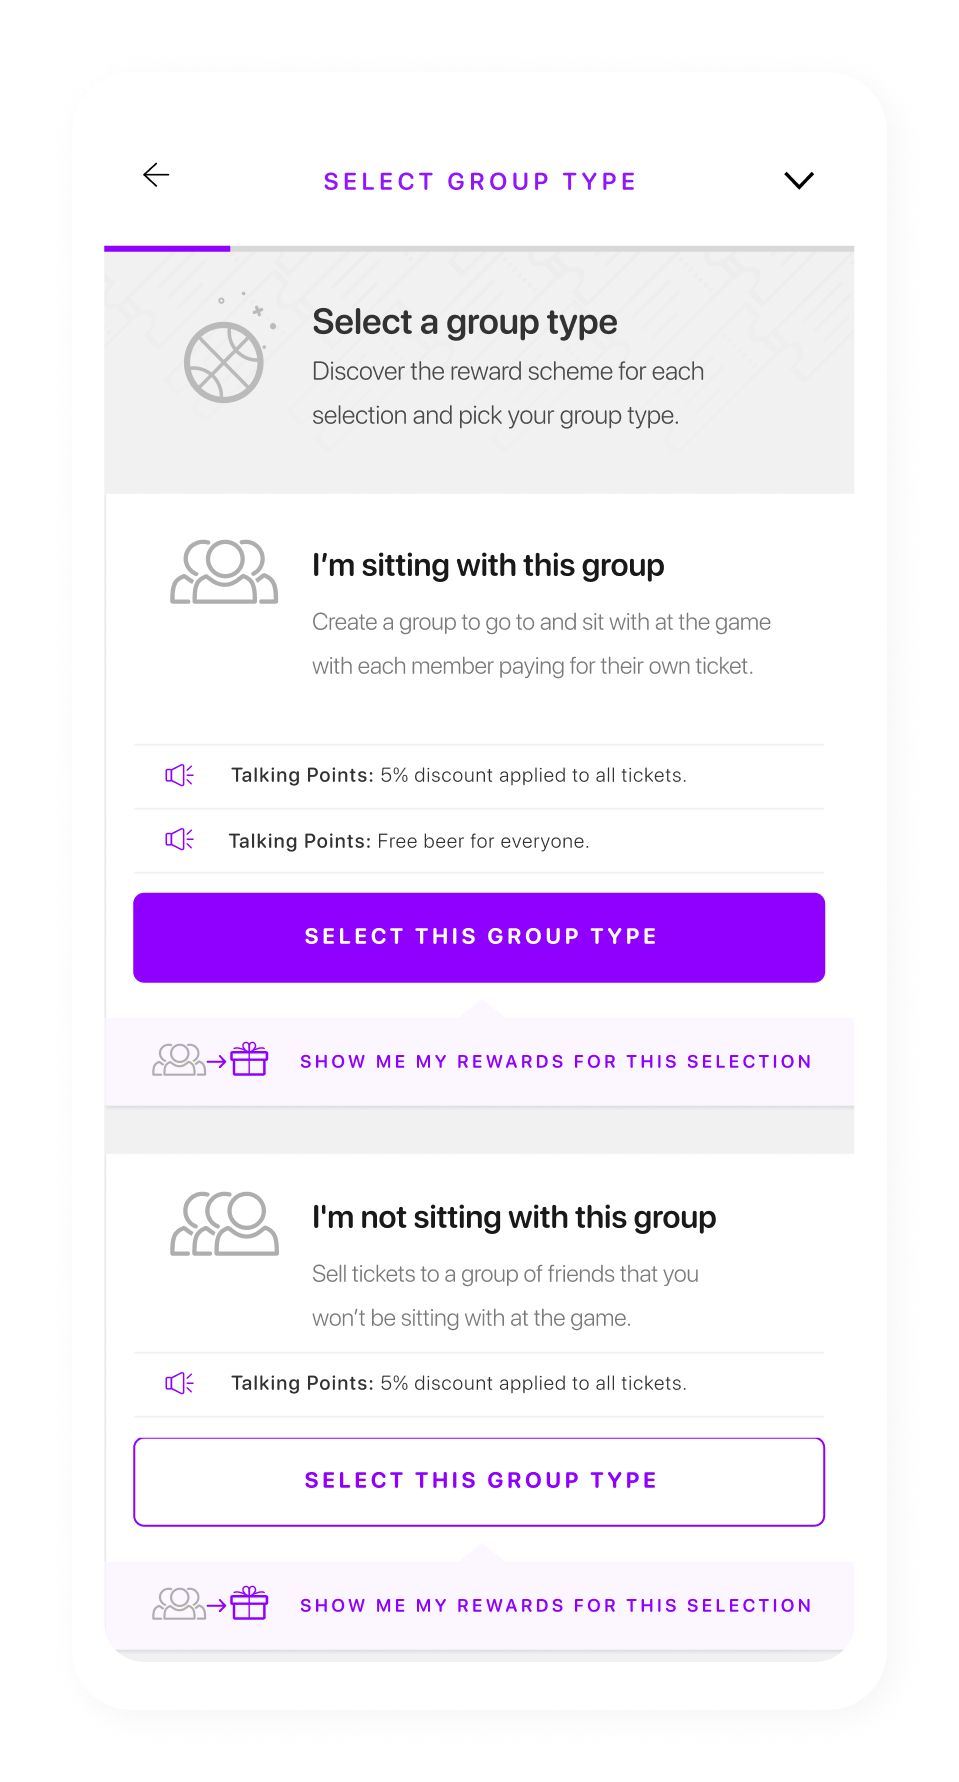 SELECT GROUP TYPE
Select a group type
Discover the reward scheme for each
selection and pick your group type.
I’m sitting with this group
Create a group to go to and sit with at the game
with each member paying for their own ticket.
Talking Points: 5% discount applied to all tickets.
Talking Points: Free beer for everyone.
SELECT THIS GROUP TYPE
SHOW ME MY REWARDS FOR THIS SELECTION
I'm not sitting with this group
Sell tickets to a group of friends that you
won’t be sitting with at the game.
Talking Points: 5% discount applied to all tickets.
SELECT THIS GROUP TYPE
SHOW ME MY REWARDS FOR THIS SELECTION